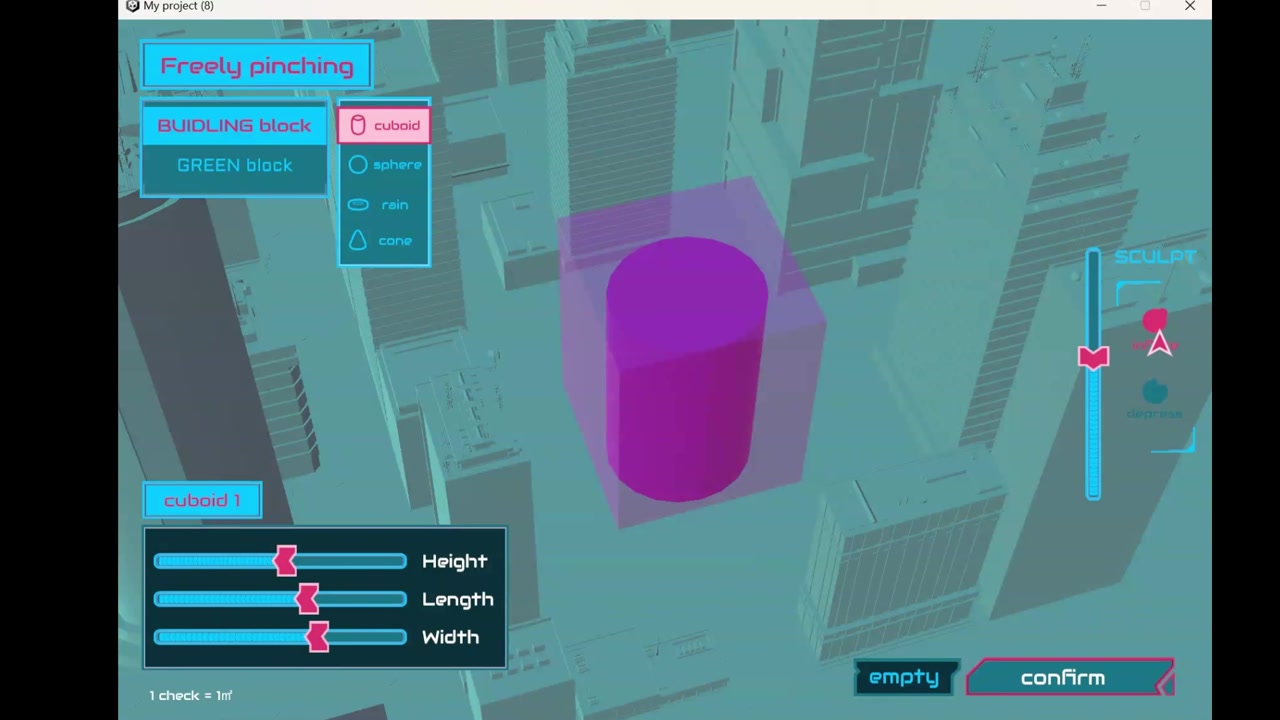 My project (8)
Freely pinching
BUIDLING block
GREEN block
cuboid
sphere
rain
cone
SCULPT
depress
cuboid 1
Height
Length
Width
1 check = 1㎡
empty
confirm